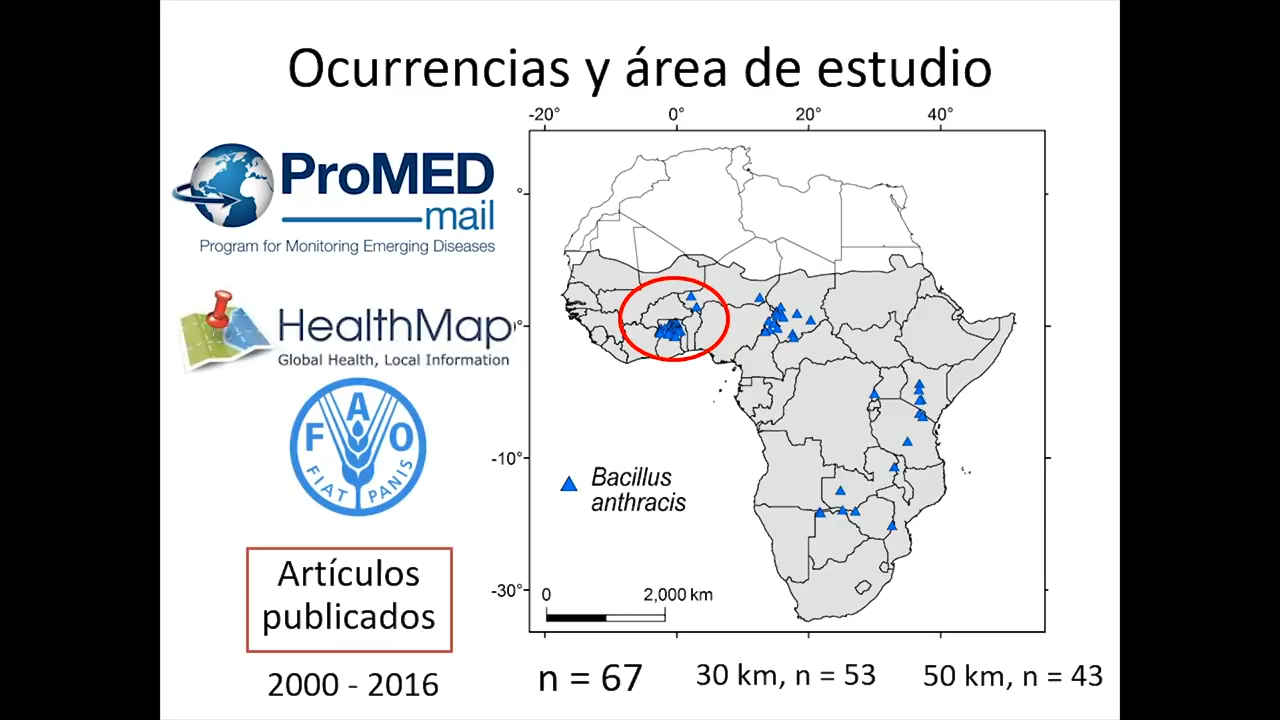 Ocurrencias y área de estudio
ProMED
mail
Program for Monitoring Emerging Diseases
HealthMap
Global Health, Local Information
F A O
FIAT PANIS
Artículos
publicados
2000 - 2016
-20° 0° 20° 40°
-10°
-30°
Bacillus
anthracis
0 2,000 km
n = 67
30 km, n = 53
50 km, n = 43